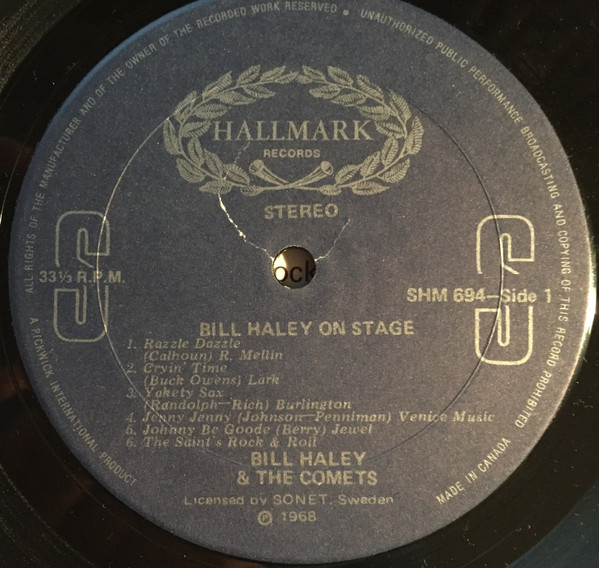 ALL RIGHTS OF THE MANUFACTURER AND OF THE OWNER OF THE RECORDED WORK RESERVED • UNAUTHORIZED PUBLIC PERFORMANCE BROADCASTING AND COPYING OF THIS RECORD PROHIBITED
HALLMARK
RECORDS
STEREO
ock
33⅓ R.P.M.
SHM 694—Side 1
BILL HALEY ON STAGE
1. Razzle Dazzle
(Calhoun) R. Mellin
2. Cryin' Time
(Buck Owens) Lark
3. Yakety Sax
(Randolph—Rich) Burlington
4. Jenny Jenny (Johnson—Penniman) Venice Music
5. Johnny Be Goode (Berry) Jewel
6. The Saint's Rock & Roll
BILL HALEY
& THE COMETS
Licensed by SONET, Sweden
℗ 1968
A PICKWICK INTERNATIONAL PRODUCT
MADE IN CANADA